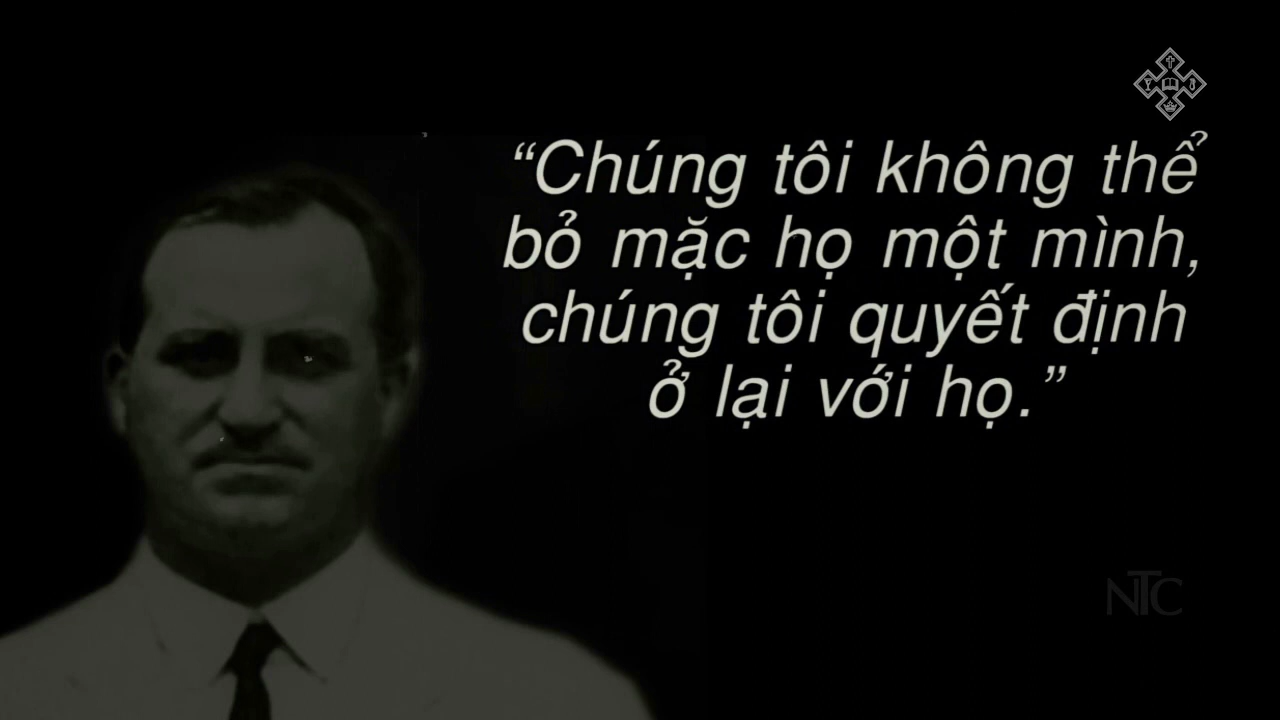 “Chúng tôi không thể
bỏ mặc họ một mình,
chúng tôi quyết định
ở lại với họ.”
NTC